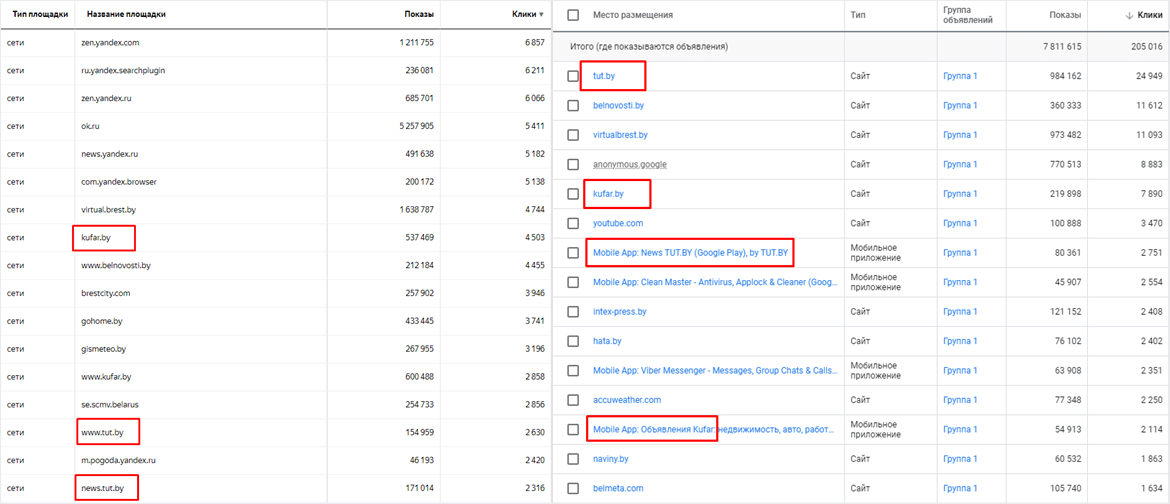 Тип площадки Название площадки Показы Клики ▼
сети zen.yandex.com 1 211 755 6 857
сети ru.yandex.searchplugin 236 081 6 211
сети zen.yandex.ru 685 701 6 066
сети ok.ru 5 257 905 5 411
сети news.yandex.ru 491 638 5 182
сети com.yandex.browser 200 172 5 138
сети virtual.brest.by 1 638 787 4 744
сети kufar.by 537 469 4 503
сети www.belnovosti.by 212 184 4 455
сети brestcity.com 257 902 3 946
сети gohome.by 433 445 3 741
сети gismeteo.by 267 955 3 196
сети www.kufar.by 600 488 2 858
сети se.scmv.belarus 254 733 2 856
сети www.tut.by 154 959 2 630
сети m.pogoda.yandex.ru 46 193 2 420
сети news.tut.by 171 014 2 316
Место размещения Тип Группа объявлений Показы ↓ Клики
Итого (где показываются объявления) 7 811 615 205 016
tut.by Сайт Группа 1 984 162 24 949
belnovosti.by Сайт Группа 1 360 333 11 612
virtualbrest.by Сайт Группа 1 973 482 11 093
anonymous.google Сайт Группа 1 770 513 8 883
kufar.by Сайт Группа 1 219 898 7 890
youtube.com Сайт Группа 1 100 888 3 470
Mobile App: News TUT.BY (Google Play), by TUT.BY Мобильное приложение Группа 1 80 361 2 751
Mobile App: Clean Master - Antivirus, Applock & Cleaner (Goog... Мобильное приложение Группа 1 45 907 2 554
intex-press.by Сайт Группа 1 121 152 2 408
hata.by Сайт Группа 1 76 102 2 402
Mobile App: Viber Messenger - Messages, Group Chats & Calls... Мобильное приложение Группа 1 63 908 2 351
accuweather.com Сайт Группа 1 77 348 2 250
Mobile App: Объявления Kufar: недвижимость, авто, работ... Мобильное приложение Группа 1 54 913 2 114
naviny.by Сайт Группа 1 60 532 1 863
belmeta.com Сайт Группа 1 105 740 1 634